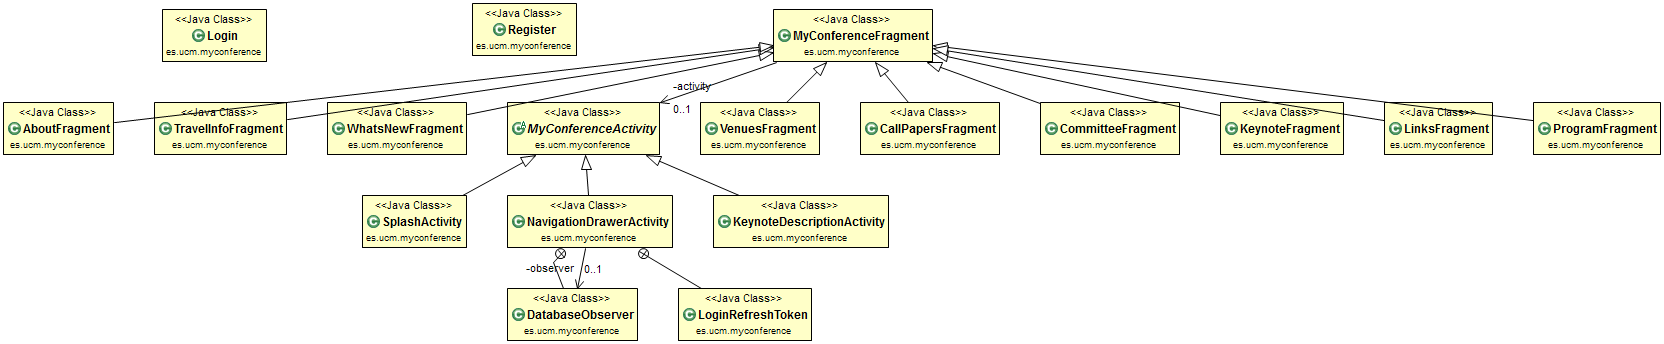 <<Java Class>>
Login
es.ucm.myconference
<<Java Class>>
Register
es.ucm.myconference
<<Java Class>>
MyConferenceFragment
es.ucm.myconference
-activity
0..1
<<Java Class>>
AboutFragment
es.ucm.myconference
<<Java Class>>
TravelInfoFragment
es.ucm.myconference
<<Java Class>>
WhatsNewFragment
es.ucm.myconference
<<Java Class>>
MyConferenceActivity
es.ucm.myconference
<<Java Class>>
VenuesFragment
es.ucm.myconference
<<Java Class>>
CallPapersFragment
es.ucm.myconference
<<Java Class>>
CommitteeFragment
es.ucm.myconference
<<Java Class>>
KeynoteFragment
es.ucm.myconference
<<Java Class>>
LinksFragment
es.ucm.myconference
<<Java Class>>
ProgramFragment
es.ucm.myconference
<<Java Class>>
SplashActivity
es.ucm.myconference
<<Java Class>>
NavigationDrawerActivity
es.ucm.myconference
<<Java Class>>
KeynoteDescriptionActivity
es.ucm.myconference
-observer
0..1
<<Java Class>>
DatabaseObserver
es.ucm.myconference
<<Java Class>>
LoginRefreshToken
es.ucm.myconference